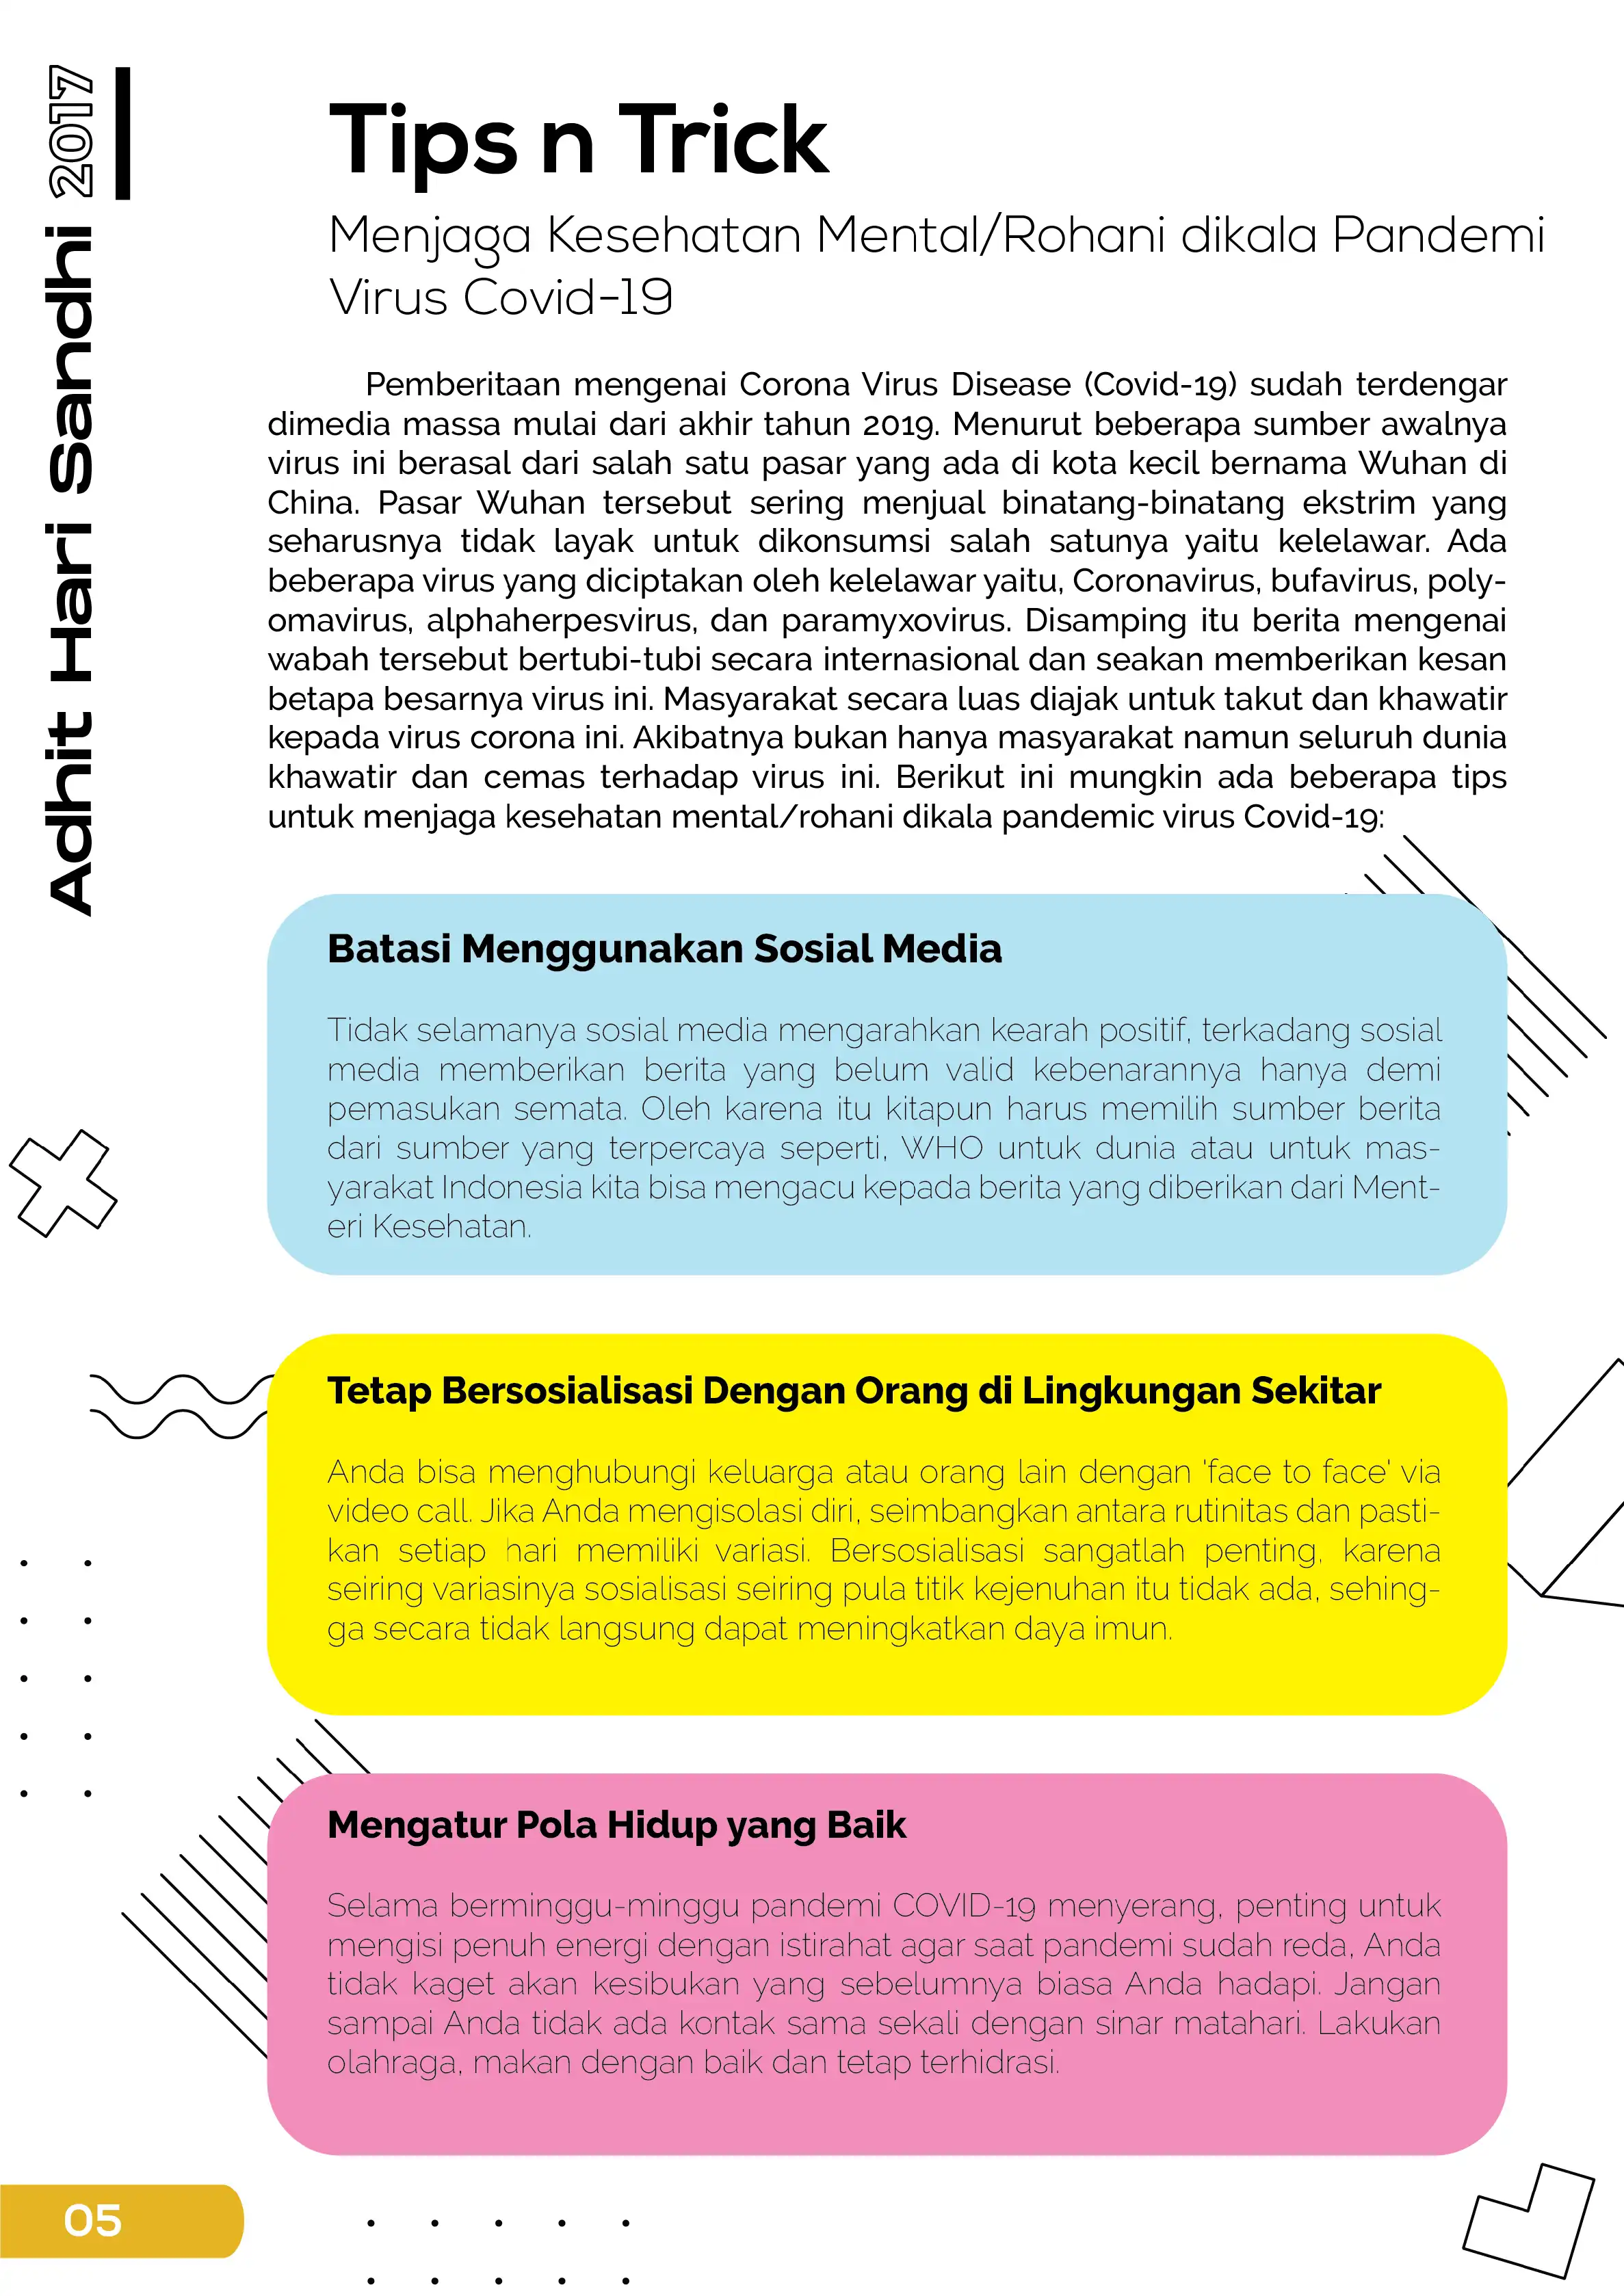 Adhit Hari Sandhi 2017
Tips n Trick
Menjaga Kesehatan Mental/Rohani dikala Pandemi
Virus Covid-19
Pemberitaan mengenai Corona Virus Disease (Covid-19) sudah terdengar
dimedia massa mulai dari akhir tahun 2019. Menurut beberapa sumber awalnya
virus ini berasal dari salah satu pasar yang ada di kota kecil bernama Wuhan di
China. Pasar Wuhan tersebut sering menjual binatang-binatang ekstrim yang
seharusnya tidak layak untuk dikonsumsi salah satunya yaitu kelelawar. Ada
beberapa virus yang diciptakan oleh kelelawar yaitu, Coronavirus, bufavirus, poly-
omavirus, alphaherpesvirus, dan paramyxovirus. Disamping itu berita mengenai
wabah tersebut bertubi-tubi secara internasional dan seakan memberikan kesan
betapa besarnya virus ini. Masyarakat secara luas diajak untuk takut dan khawatir
kepada virus corona ini. Akibatnya bukan hanya masyarakat namun seluruh dunia
khawatir dan cemas terhadap virus ini. Berikut ini mungkin ada beberapa tips
untuk menjaga kesehatan mental/rohani dikala pandemic virus Covid-19:
Batasi Menggunakan Sosial Media
Tidak selamanya sosial media mengarahkan kearah positif, terkadang sosial
media memberikan berita yang belum valid kebenarannya hanya demi
pemasukan semata. Oleh karena itu kitapun harus memilih sumber berita
dari sumber yang terpercaya seperti, WHO untuk dunia atau untuk mas-
yarakat Indonesia kita bisa mengacu kepada berita yang diberikan dari Ment-
eri Kesehatan.
Tetap Bersosialisasi Dengan Orang di Lingkungan Sekitar
Anda bisa menghubungi keluarga atau orang lain dengan 'face to face' via
video call. Jika Anda mengisolasi diri, seimbangkan antara rutinitas dan pasti-
kan setiap hari memiliki variasi. Bersosialisasi sangatlah penting, karena
seiring variasinya sosialisasi seiring pula titik kejenuhan itu tidak ada, sehing-
ga secara tidak langsung dapat meningkatkan daya imun.
Mengatur Pola Hidup yang Baik
Selama berminggu-minggu pandemi COVID-19 menyerang, penting untuk
mengisi penuh energi dengan istirahat agar saat pandemi sudah reda, Anda
tidak kaget akan kesibukan yang sebelumnya biasa Anda hadapi. Jangan
sampai Anda tidak ada kontak sama sekali dengan sinar matahari. Lakukan
olahraga, makan dengan baik dan tetap terhidrasi.
05